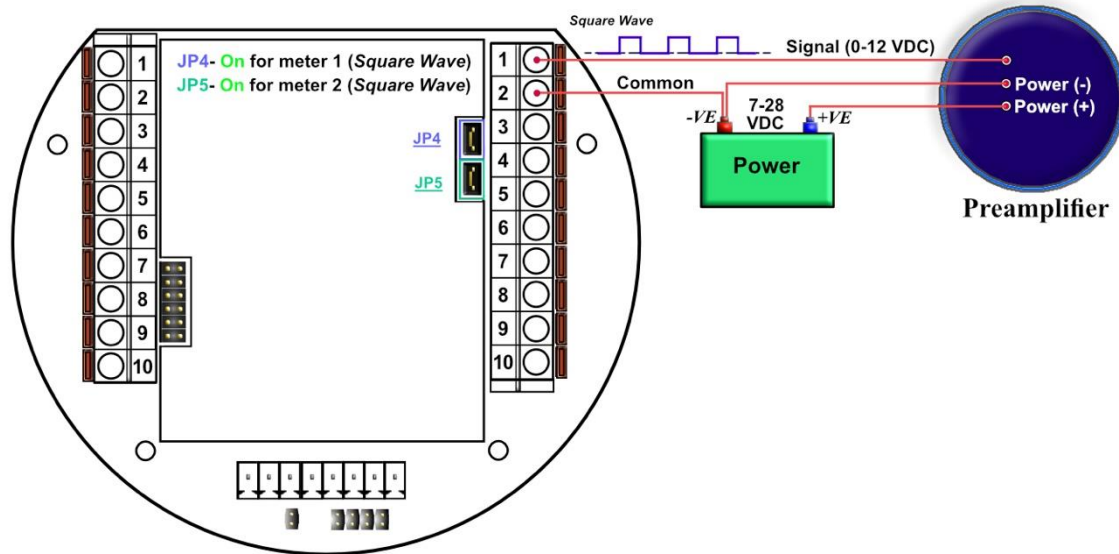 Square Wave
Signal (0-12 VDC)
JP4- On for meter 1 (Square Wave)
JP5- On for meter 2 (Square Wave)
Common
7-28
VDC
-VE
+VE
Power
Power (-)
Power (+)
Preamplifier
JP4
JP5
1
2
3
4
5
6
7
8
9
10
1
2
3
4
5
6
7
8
9
10